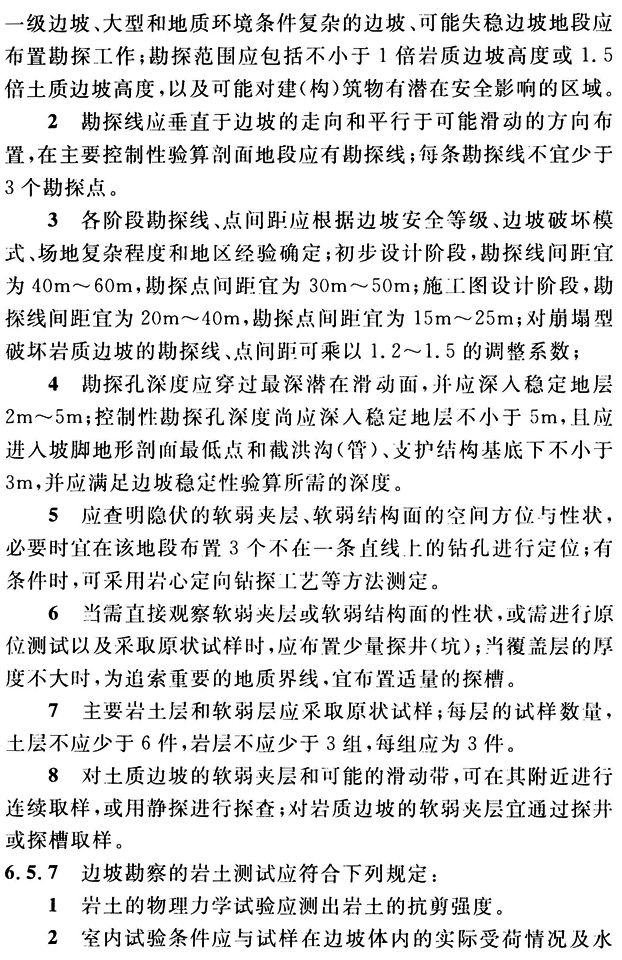 一级边坡、大型和地质环境条件复杂的边坡、可能失稳边坡地段应
布置勘探工作;勘探范围应包括不小于1倍岩质边坡高度或1.5
倍土质边坡高度,以及可能对建(构)筑物有潜在安全影响的区域。
2 勘探线应垂直于边坡的走向和平行于可能滑动的方向布
置,在主要控制性验算剖面地段应有勘探线;每条勘探线不宜少于
3个勘探点。
3 各阶段勘探线、点间距应根据边坡安全等级、边坡破坏模
式、场地复杂程度和地区经验确定;初步设计阶段,勘探线间距宜
为40m～60m,勘探点间距宜为30m～50m;施工图设计阶段,勘
探线间距宜为20m～40m,勘探点间距宜为15m～25m;对崩塌型
破坏岩质边坡的勘探线、点间距可乘以1.2～1.5的调整系数;
4 勘探孔深度应穿过最深潜在滑动面,并应深入稳定地层
2m～5m;控制性勘探孔深度尚应深入稳定地层不小于5m,且应
进入坡脚地形剖面最低点和截洪沟(管)、支护结构基底下不小于
3m,并应满足边坡稳定性验算所需的深度。
5 应查明隐伏的软弱夹层、软弱结构面的空间方位与性状,
必要时宜在该地段布置3个不在一条直线上的钻孔进行定位;有
条件时,可采用岩心定向钻探工艺等方法测定。
6 当需直接观察软弱夹层或软弱结构面的性状,或需进行原
位测试以及采取原状试样时,应布置少量探井(坑);当覆盖层的厚
度不大时,为追索重要的地质界线,宜布置适量的探槽。
7 主要岩土层和软弱层应采取原状试样;每层的试样数量,
土层不应少于6件,岩层不应少于3组,每组应为3件。
8 对土质边坡的软弱夹层和可能的滑动带,可在其附近进行
连续取样,或用静探进行探查;对岩质边坡的软弱夹层宜通过探井
或探槽取样。
6.5.7 边坡勘察的岩土测试应符合下列规定:
1 岩土的物理力学试验应测出岩土的抗剪强度。
2 室内试验条件应与试样在边坡体内的实际受荷情况及水